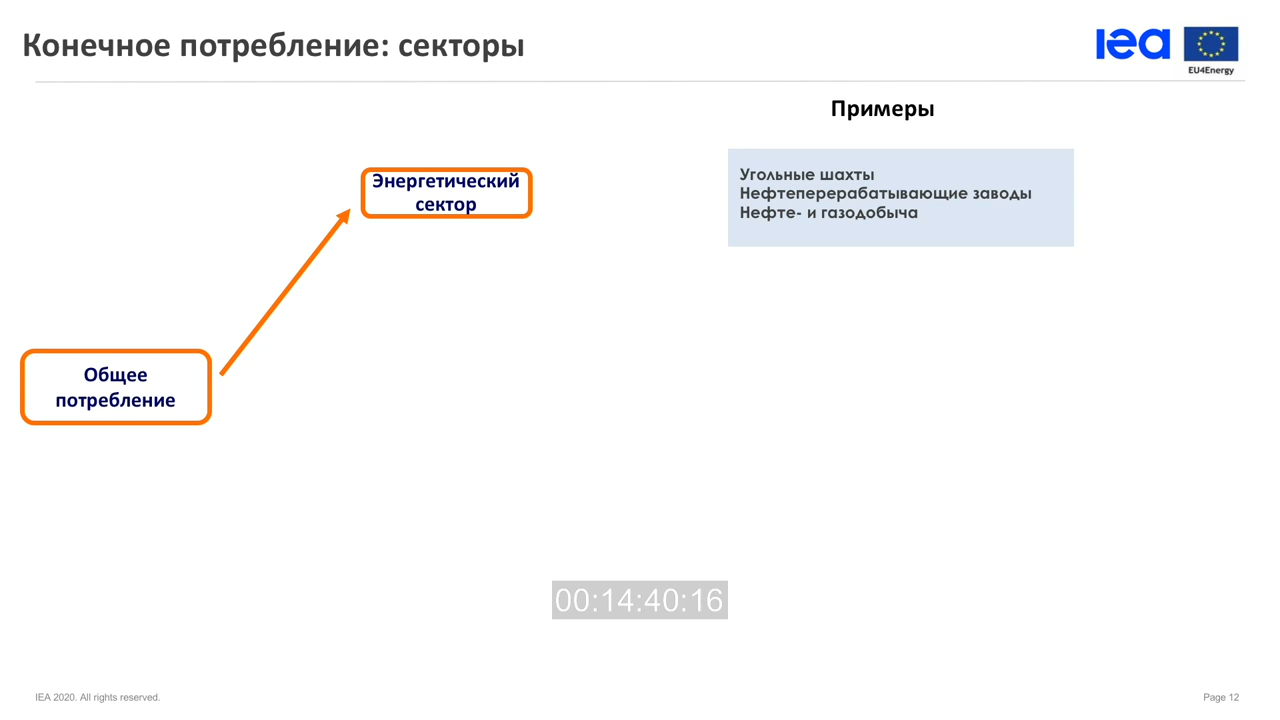 Конечное потребление: секторы
iea
EU4Energy
Примеры
Энергетический
сектор
Угольные шахты
Нефтеперерабатывающие заводы
Нефте- и газодобыча
Общее
потребление
00:14:40:16
IEA 2020. All rights reserved.
Page 12